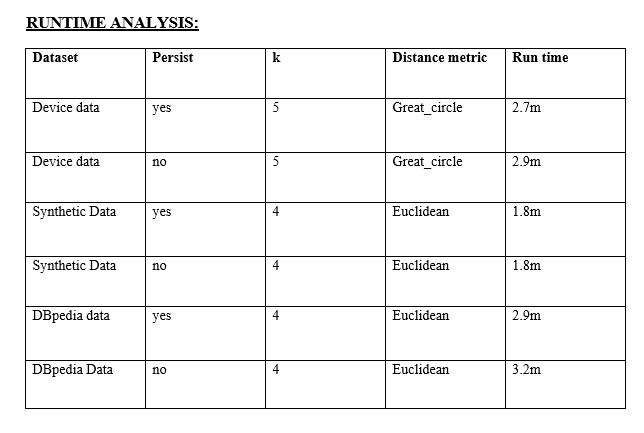 RUNTIME ANALYSIS:
Dataset Persist k Distance metric Run time
Device data yes 5 Great_circle 2.7m
Device data no 5 Great_circle 2.9m
Synthetic Data yes 4 Euclidean 1.8m
Synthetic Data no 4 Euclidean 1.8m
DBpedia data yes 4 Euclidean 2.9m
DBpedia Data no 4 Euclidean 3.2m